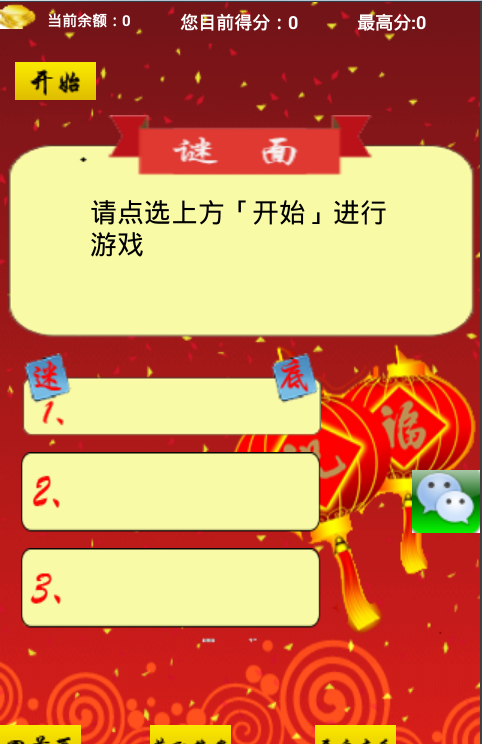 当前余额：0 您目前得分：0 最高分:0
开始
谜 面
请点选上方「开始」进行
游戏
谜 底
1、
2、
3、
福